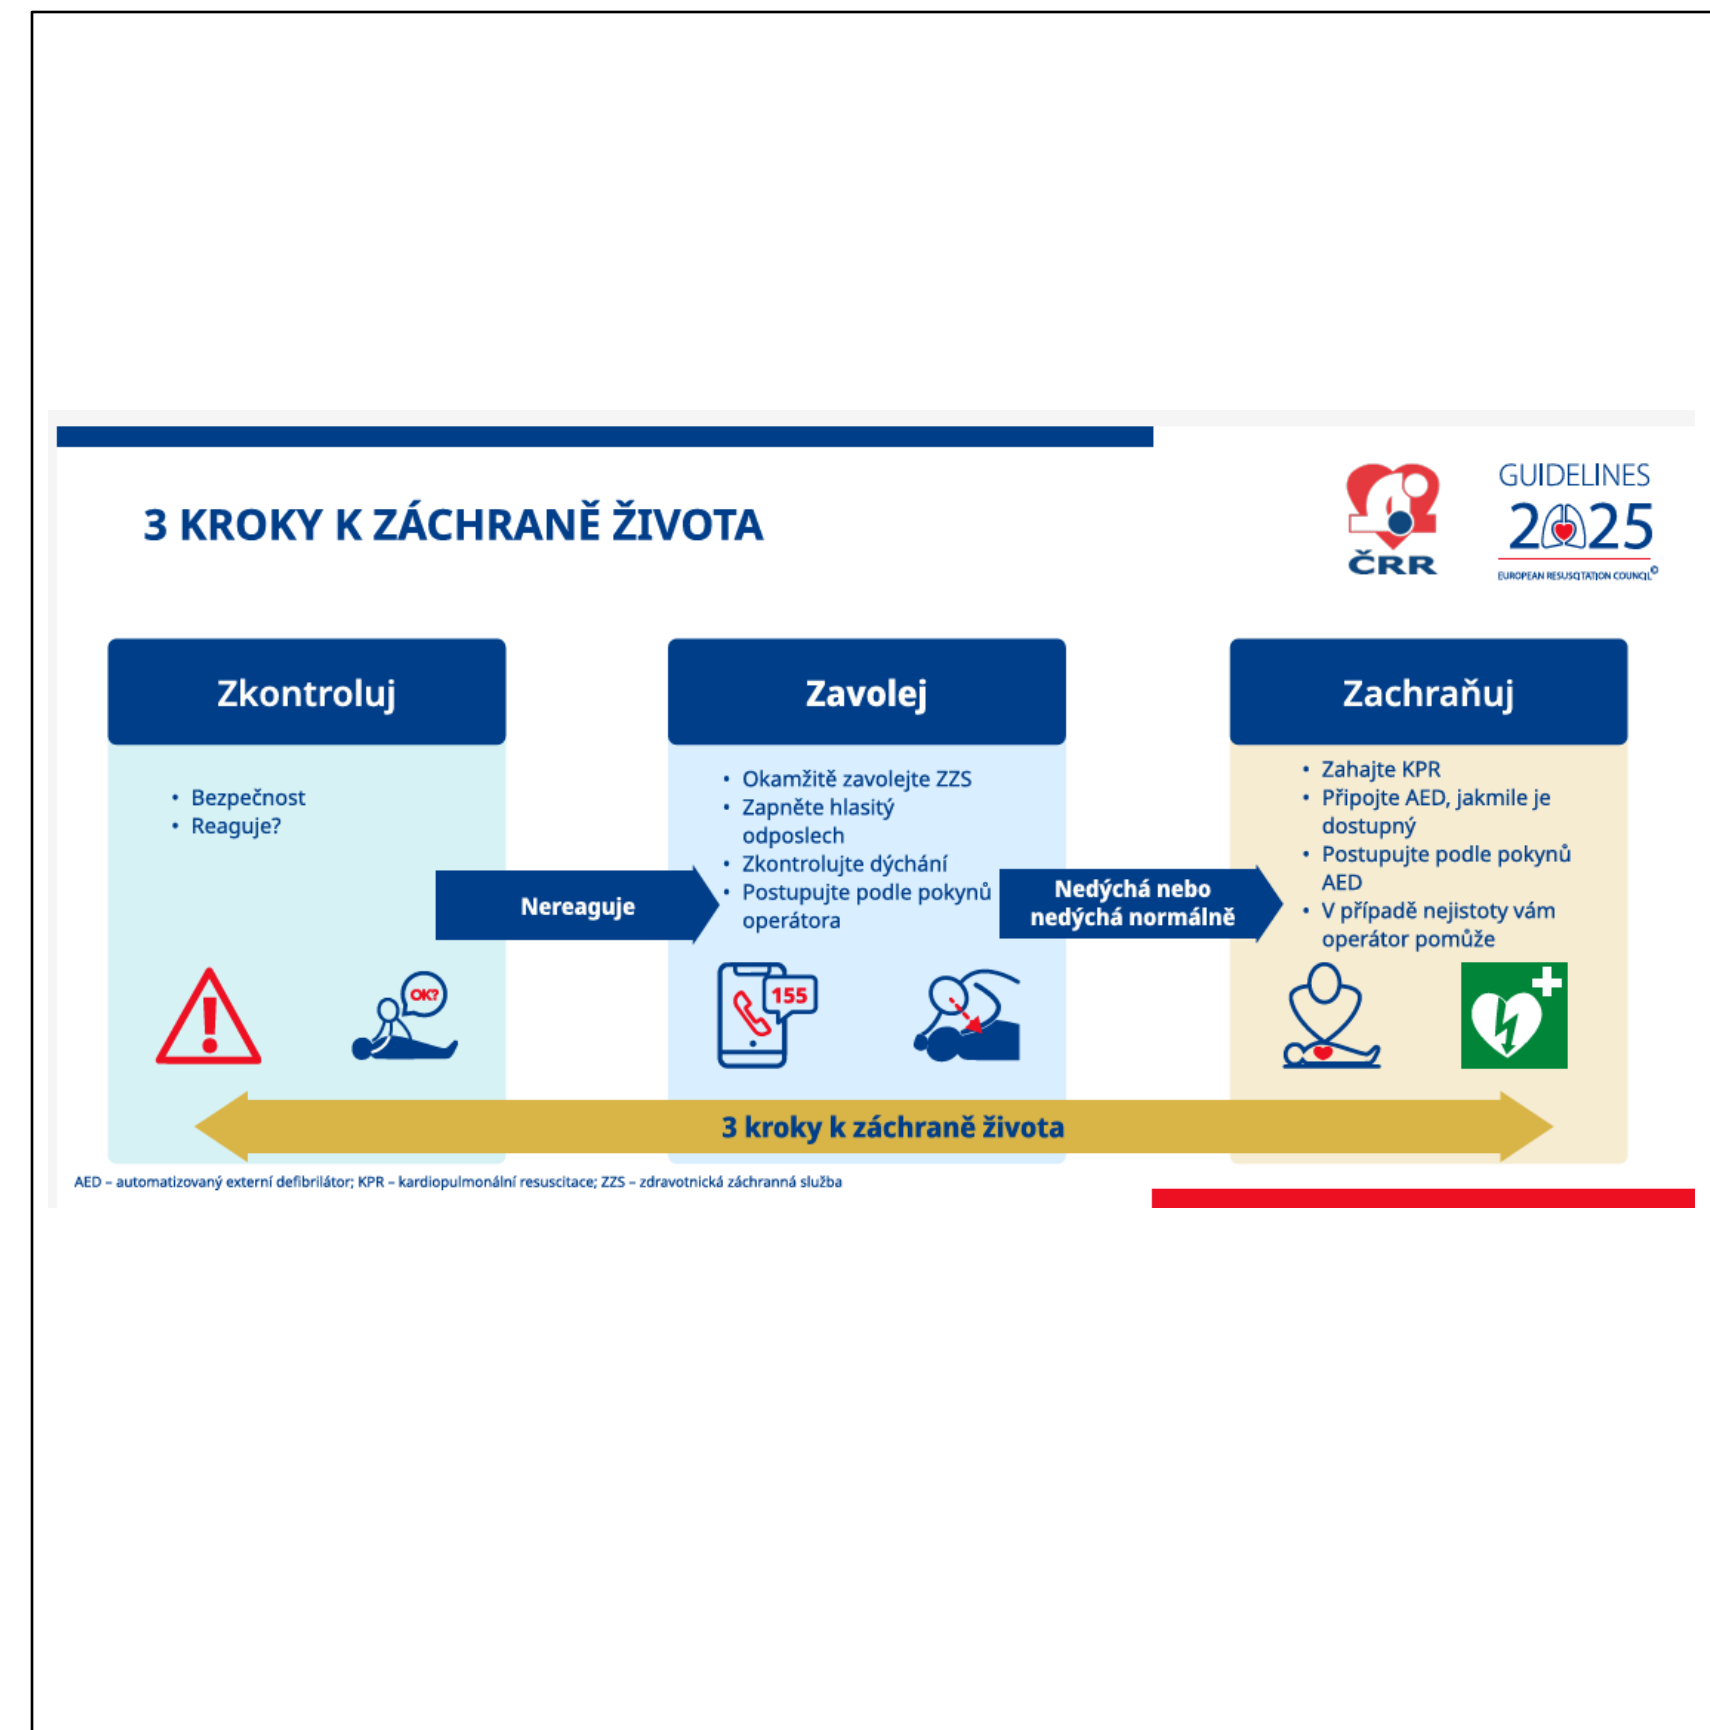 3 KROKY K ZÁCHRANĚ ŽIVOTA
ČRR
GUIDELINES
2025
EUROPEAN RESUSCITATION COUNCIL©
Zkontroluj
• Bezpečnost
• Reaguje?
OK?
Nereaguje
Zavolej
• Okamžitě zavolejte ZZS
• Zapněte hlasitý
odposlech
• Zkontrolujte dýchání
• Postupujte podle pokynů
operátora
155
Nedýchá nebo
nedýchá normálně
Zachraňuj
• Zahajte KPR
• Připojte AED, jakmile je
dostupný
• Postupujte podle pokynů
AED
• V případě nejistoty vám
operátor pomůže
3 kroky k záchraně života
AED – automatizovaný externí defibrilátor; KPR – kardiopulmonální resuscitace; ZZS – zdravotnická záchranná služba